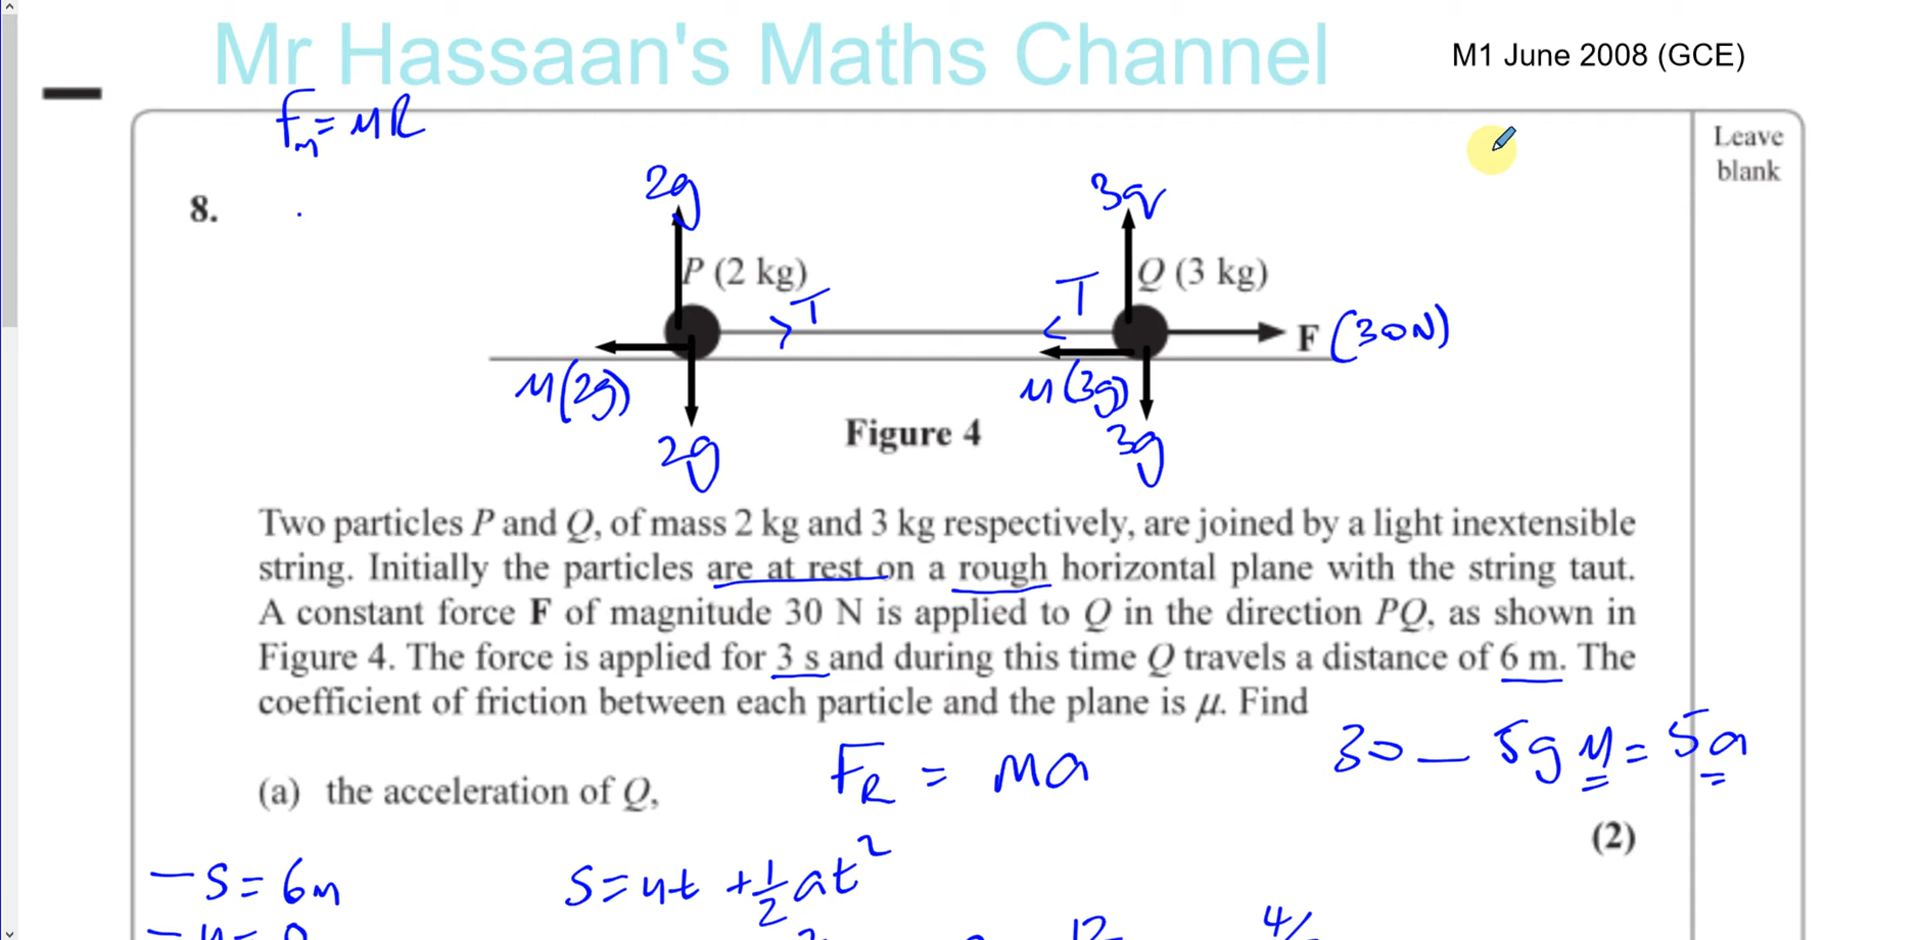 Mr Hassaan's Maths Channel
M1 June 2008 (GCE)
Leave
blank
Fm = μR
8.
2g
3g
P (2 kg)
T
T
Q (3 kg)
F (30N)
μ(2g)
μ(3g)
2g
Figure 4
3g
Two particles P and Q, of mass 2 kg and 3 kg respectively, are joined by a light inextensible
string. Initially the particles are at rest on a rough horizontal plane with the string taut.
A constant force F of magnitude 30 N is applied to Q in the direction PQ, as shown in
Figure 4. The force is applied for 3 s and during this time Q travels a distance of 6 m. The
coefficient of friction between each particle and the plane is μ. Find
30 - 5gμ = 5a
FR = ma
(a) the acceleration of Q,
(2)
- s = 6m
s = ut + 1/2 at²